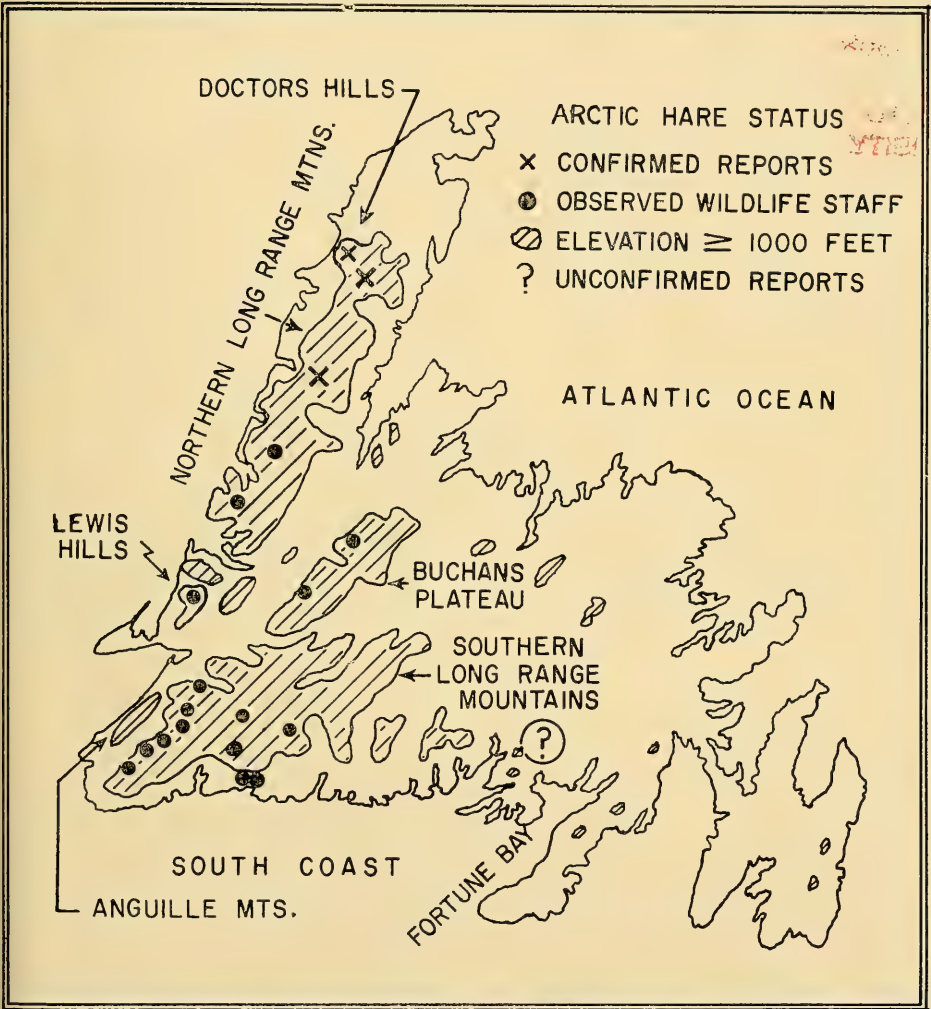 DOCTORS HILLS
NORTHERN LONG RANGE MTNS.
ARCTIC HARE STATUS
X CONFIRMED REPORTS
OBSERVED WILDLIFE STAFF
ELEVATION ≥ 1000 FEET
? UNCONFIRMED REPORTS
ATLANTIC OCEAN
LEWIS
HILLS
BUCHANS
PLATEAU
SOUTHERN
LONG RANGE
MOUNTAINS
?
SOUTH COAST
FORTUNE BAY
ANGUILLE MTS.